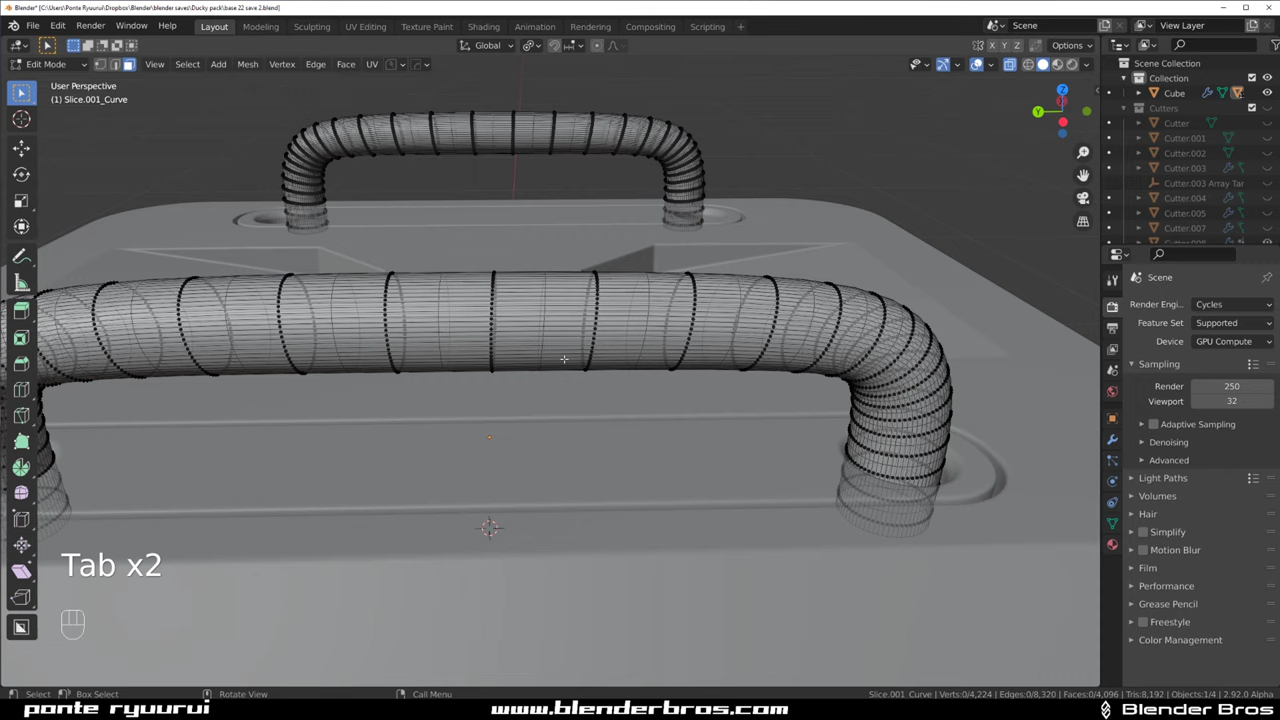 Blender* [C:\Users\Ponte Ryuurui\Dropbox\Blender\blender saves\Ducky pack\base 22 save 2.blend]
File Edit Render Window Help Layout Modeling Sculpting UV Editing Texture Paint Shading Animation Rendering Compositing Scripting + Scene View Layer
Global X Y Z Options
Edit Mode View Select Add Mesh Vertex Edge Face UV
User Perspective
(1) Slice.001_Curve
Z
Y
Tab x2
Scene Collection
Collection
Cube
Cutters
Cutter
Cutter.001
Cutter.002
Cutter.003
Cutter.003 Array Tar
Cutter.004
Cutter.005
Cutter.007
Cutter.008
Scene
Render Engi.. Cycles
Feature Set Supported
Device GPU Compute
Sampling
Render 250
Viewport 32
Adaptive Sampling
Denoising
Advanced
Light Paths
Volumes
Hair
Simplify
Motion Blur
Film
Performance
Grease Pencil
Freestyle
Color Management
Select Box Select Rotate View Call Menu Slice.001_Curve | Verts:0/4,224 | Edges:0/8,320 | Faces:0/4,096 | Tris:8,192 | Objects:1/4 | 2.92.0 Alpha
ponte ryuurui www.blenderbros.com Blender Bros